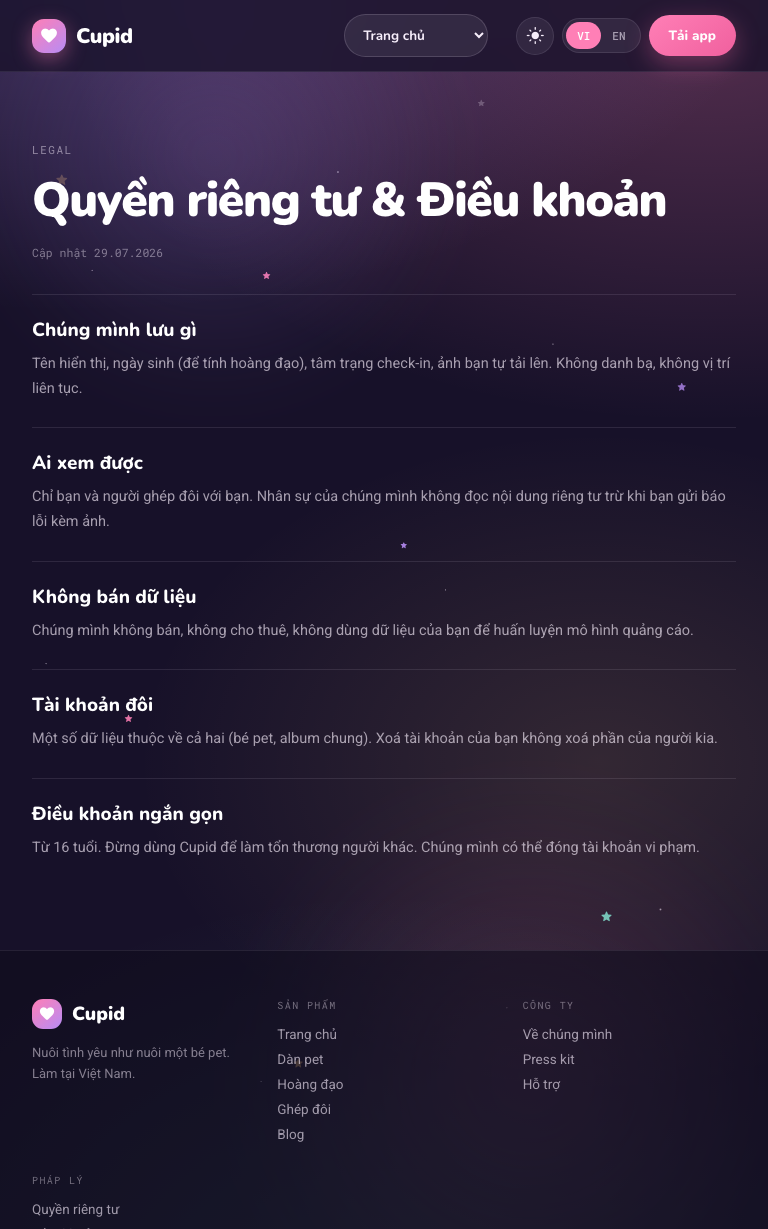 Cupid
Trang chủ
VI
EN
Tải app
LEGAL
Quyền riêng tư & Điều khoản
Cập nhật 29.07.2026
Chúng mình lưu gì
Tên hiển thị, ngày sinh (để tính hoàng đạo), tâm trạng check-in, ảnh bạn tự tải lên. Không danh bạ, không vị trí
liên tục.
Ai xem được
Chỉ bạn và người ghép đôi với bạn. Nhân sự của chúng mình không đọc nội dung riêng tư trừ khi bạn gửi báo
lỗi kèm ảnh.
Không bán dữ liệu
Chúng mình không bán, không cho thuê, không dùng dữ liệu của bạn để huấn luyện mô hình quảng cáo.
Tài khoản đôi
Một số dữ liệu thuộc về cả hai (bé pet, album chung). Xoá tài khoản của bạn không xoá phần của người kia.
Điều khoản ngắn gọn
Từ 16 tuổi. Đừng dùng Cupid để làm tổn thương người khác. Chúng mình có thể đóng tài khoản vi phạm.
Cupid
Nuôi tình yêu như nuôi một bé pet.
Làm tại Việt Nam.
SẢN PHẨM
Trang chủ
Dàn pet
Hoàng đạo
Ghép đôi
Blog
CÔNG TY
Về chúng mình
Press kit
Hỗ trợ
PHÁP LÝ
Quyền riêng tư